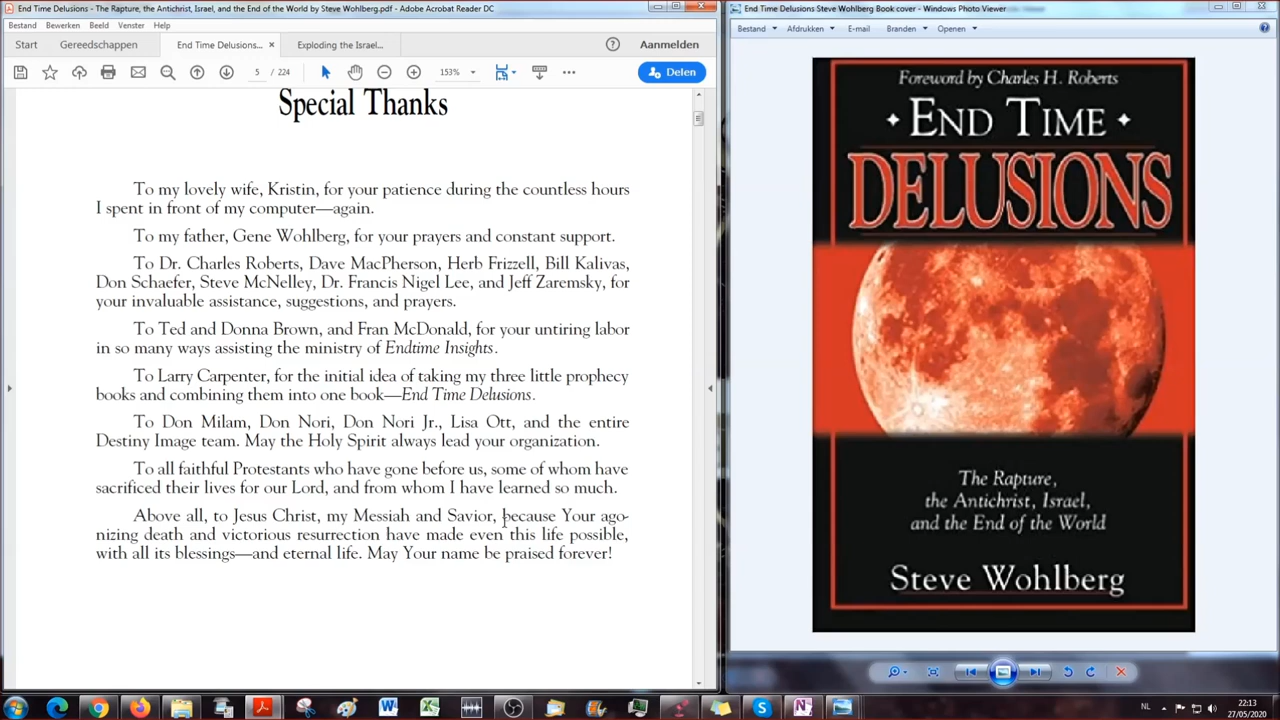 End Time Delusions - The Rapture, the Antichrist, Israel, and the End of the World by Steve Wohlberg.pdf - Adobe Acrobat Reader DC
Bestand Bewerken Beeld Venster Help
Start Gereedschappen End Time Delusions... × Exploding the Israel... Aanmelden
5 / 224 153% Delen
Special Thanks
To my lovely wife, Kristin, for your patience during the countless hours
I spent in front of my computer—again.
To my father, Gene Wohlberg, for your prayers and constant support.
To Dr. Charles Roberts, Dave MacPherson, Herb Frizzell, Bill Kalivas,
Don Schaefer, Steve McNelley, Dr. Francis Nigel Lee, and Jeff Zaremsky, for
your invaluable assistance, suggestions, and prayers.
To Ted and Donna Brown, and Fran McDonald, for your untiring labor
in so many ways assisting the ministry of Endtime Insights.
To Larry Carpenter, for the initial idea of taking my three little prophecy
books and combining them into one book—End Time Delusions.
To Don Milam, Don Nori, Don Nori Jr., Lisa Ott, and the entire
Destiny Image team. May the Holy Spirit always lead your organization.
To all faithful Protestants who have gone before us, some of whom have
sacrificed their lives for our Lord, and from whom I have learned so much.
Above all, to Jesus Christ, my Messiah and Savior, because Your ago-
nizing death and victorious resurrection have made even this life possible,
with all its blessings—and eternal life. May Your name be praised forever!
End Time Delusions Steve Wohlberg Book cover - Windows Photo Viewer
Bestand Afdrukken E-mail Branden Openen
Foreword by Charles H. Roberts
END TIME
DELUSIONS
The Rapture,
the Antichrist, Israel,
and the End of the World
Steve Wohlberg
NL 22:13
27/05/2020